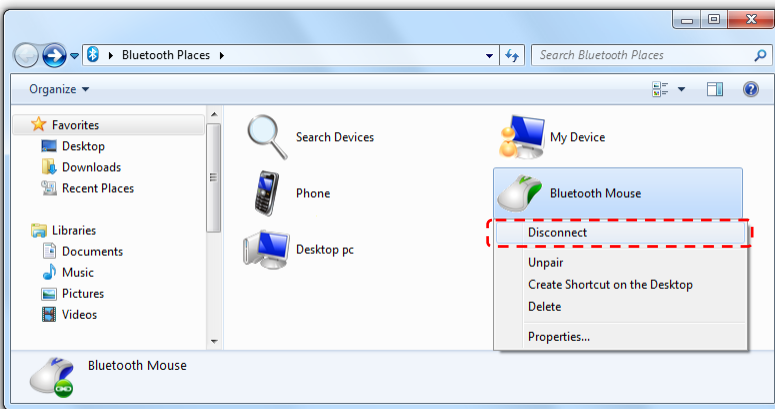 Bluetooth Places
Search Bluetooth Places
Organize
Favorites
Desktop
Downloads
Recent Places
Libraries
Documents
Music
Pictures
Videos
Search Devices
My Device
Phone
Bluetooth Mouse
Desktop pc
Disconnect
Unpair
Create Shortcut on the Desktop
Delete
Properties...
Bluetooth Mouse